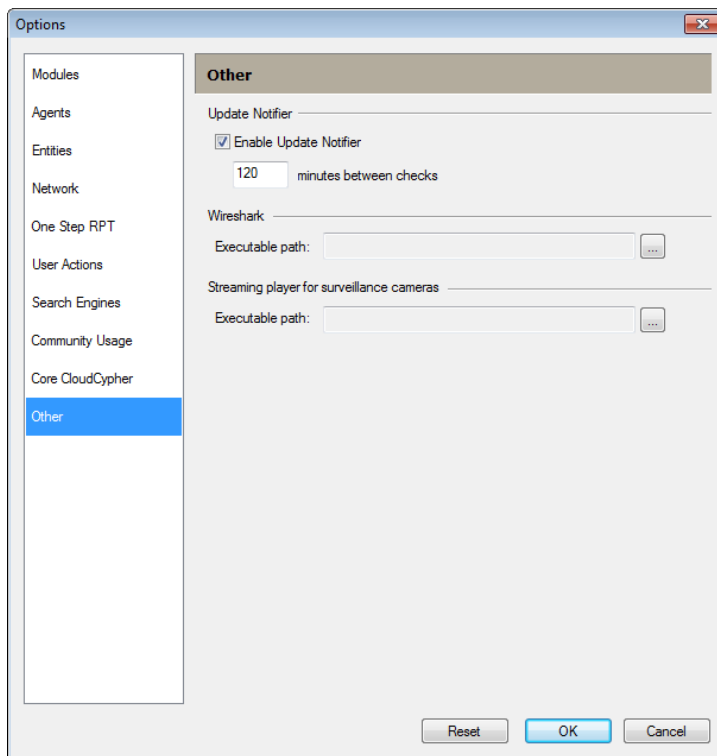 Options
Modules
Agents
Entities
Network
One Step RPT
User Actions
Search Engines
Community Usage
Core CloudCypher
Other
Other
Update Notifier
Enable Update Notifier
120 minutes between checks
Wireshark
Executable path: ...
Streaming player for surveillance cameras
Executable path: ...
Reset OK Cancel